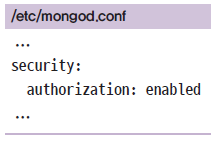 /etc/mongod.conf
...
security:
  authorization: enabled
...